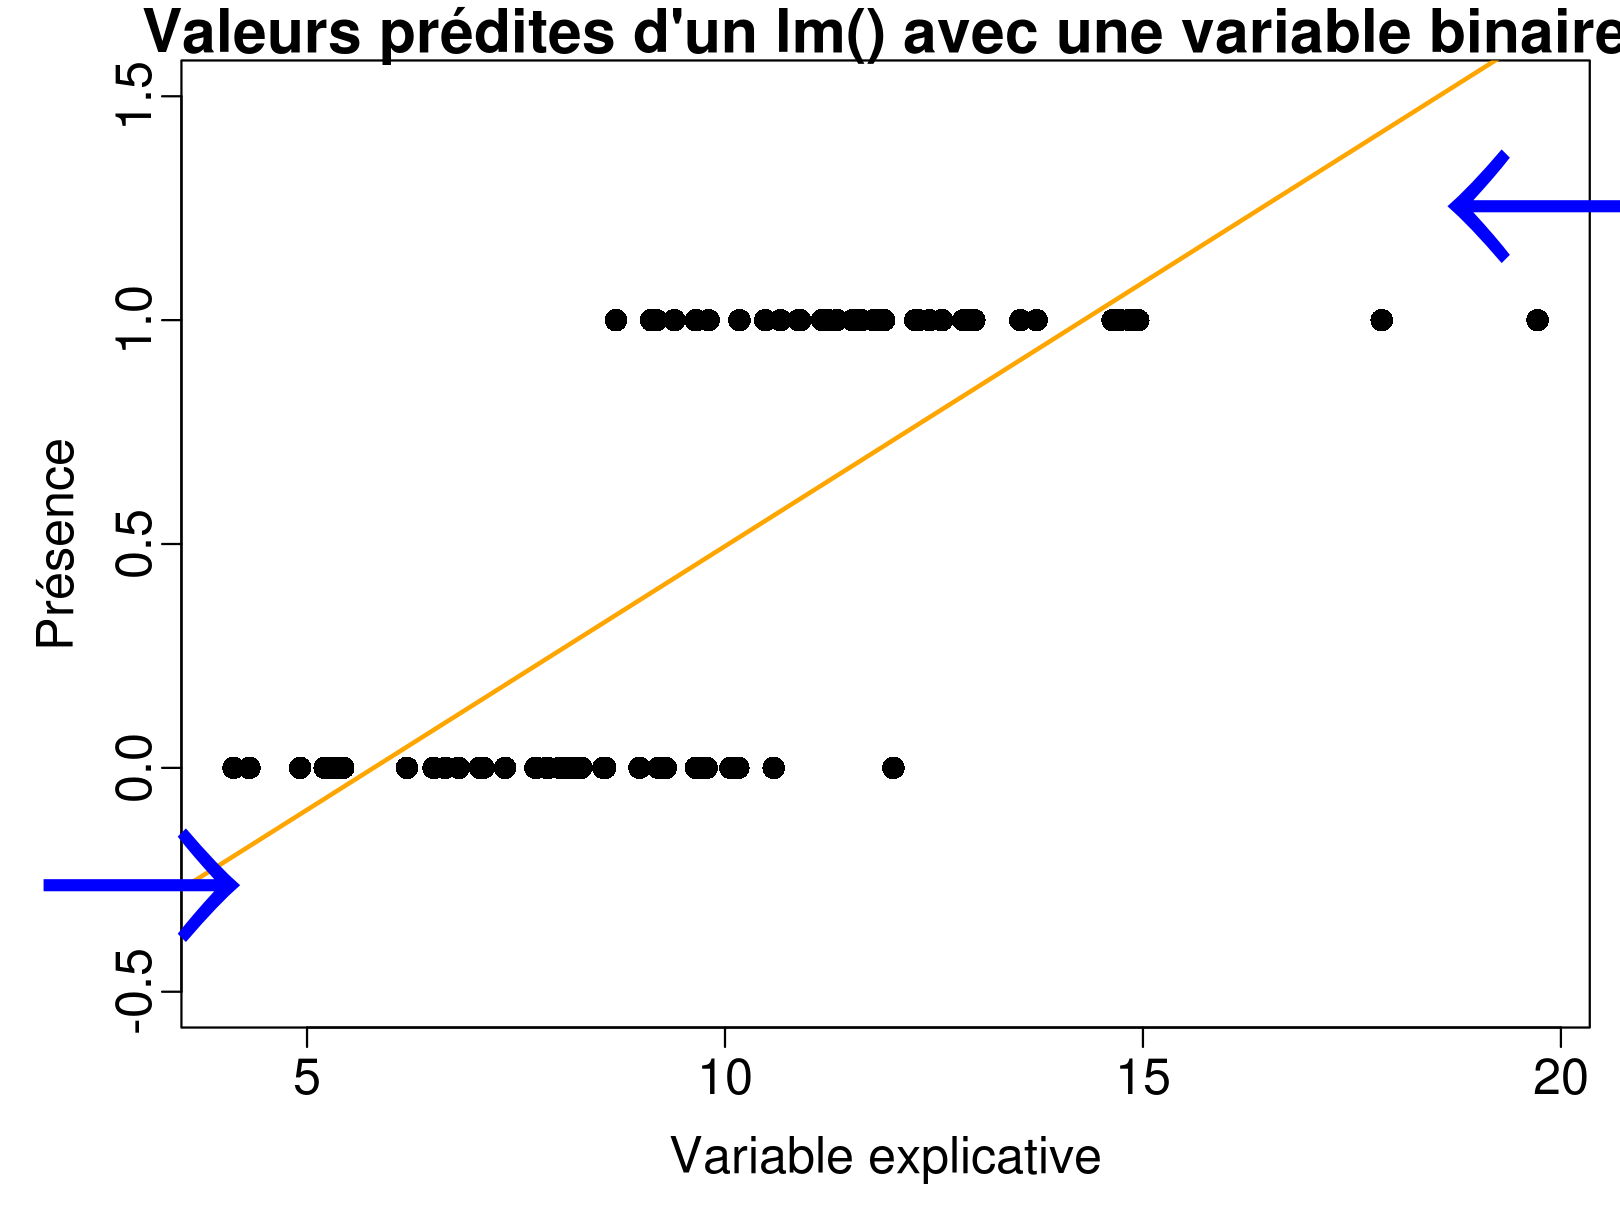 Valeurs prédites d'un lm() avec une variable binaire
1.5
1.0
0.5
0.0
-0.5
Présence
5 10 15 20
Variable explicative